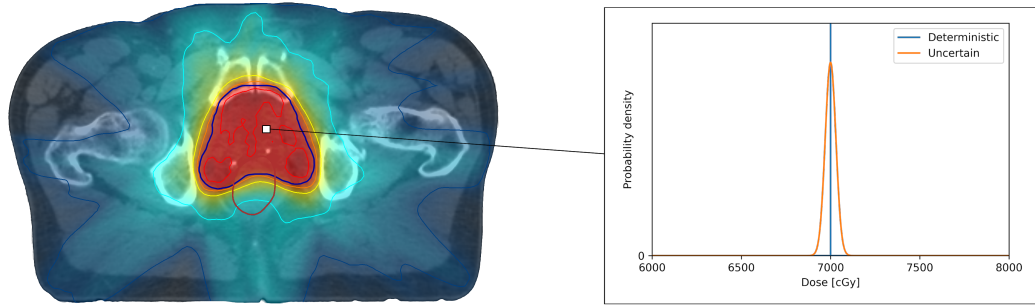 Deterministic
Uncertain
Probability density
0
6000 6500 7000 7500 8000
Dose [cGy]